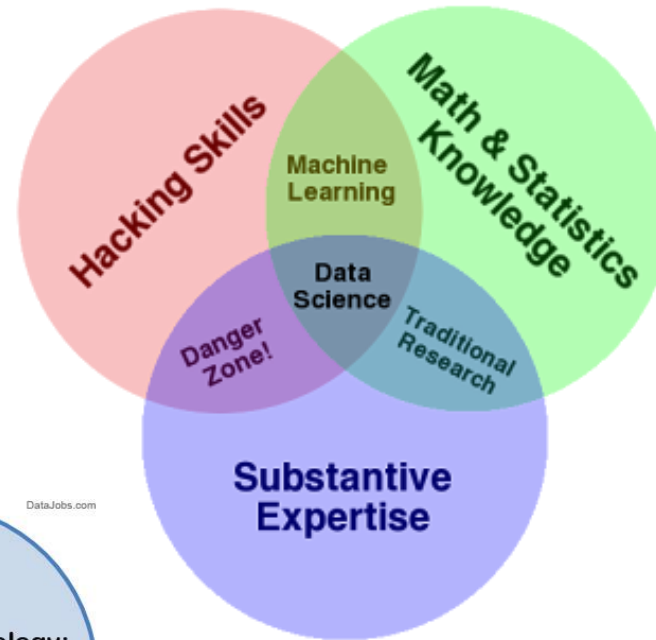 Hacking Skills
Math & Statistics
Knowledge
Machine
Learning
Data
Science
Danger
Zone!
Traditional
Research
Substantive
Expertise
DataJobs.com